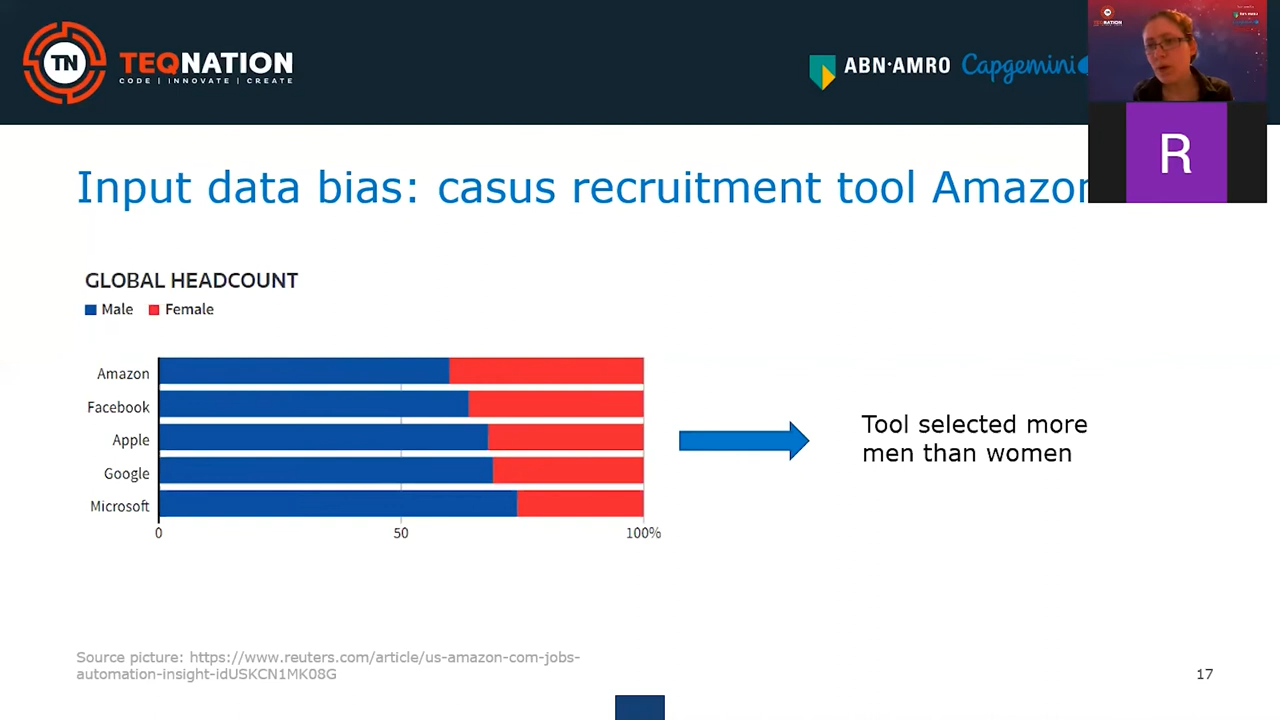 TN
TEQNATION
CODE | INNOVATE | CREATE
ABN·AMRO
Capgemini
R
Input data bias: casus recruitment tool Amazon
GLOBAL HEADCOUNT
Male Female
Amazon
Facebook
Apple
Google
Microsoft
0 50 100%
Tool selected more
men than women
Source picture: https://www.reuters.com/article/us-amazon-com-jobs-
automation-insight-idUSKCN1MK08G
17